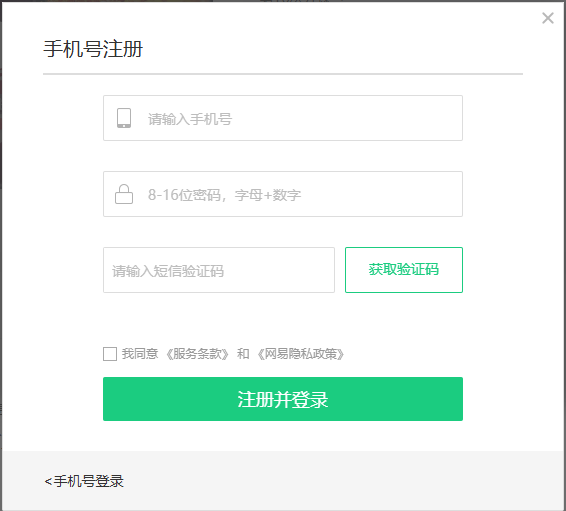 手机号注册
请输入手机号
8-16位密码，字母+数字
请输入短信验证码
获取验证码
我同意 《服务条款》 和 《网易隐私政策》
注册并登录
<手机号登录